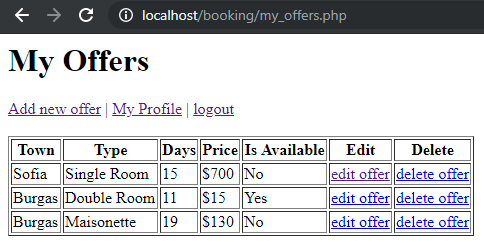 localhost/booking/my_offers.php
My Offers
Add new offer | My Profile | logout
Town Type Days Price Is Available Edit Delete
Sofia Single Room 15 $700 No edit offer delete offer
Burgas Double Room 11 $15 Yes edit offer delete offer
Burgas Maisonette 19 $130 No edit offer delete offer